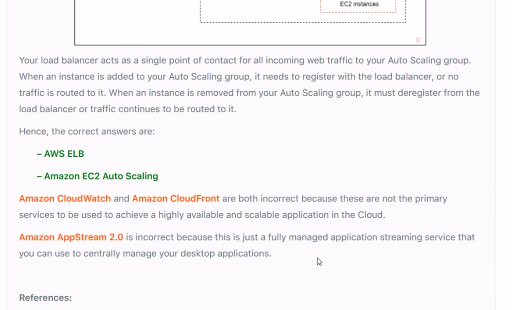 EC2 instances
Your load balancer acts as a single point of contact for all incoming web traffic to your Auto Scaling group.
When an instance is added to your Auto Scaling group, it needs to register with the load balancer, or no
traffic is routed to it. When an instance is removed from your Auto Scaling group, it must deregister from the
load balancer or traffic continues to be routed to it.
Hence, the correct answers are:
– AWS ELB
– Amazon EC2 Auto Scaling
Amazon CloudWatch and Amazon CloudFront are both incorrect because these are not the primary
services to be used to achieve a highly available and scalable application in the Cloud.
Amazon AppStream 2.0 is incorrect because this is just a fully managed application streaming service that
you can use to centrally manage your desktop applications.
References: